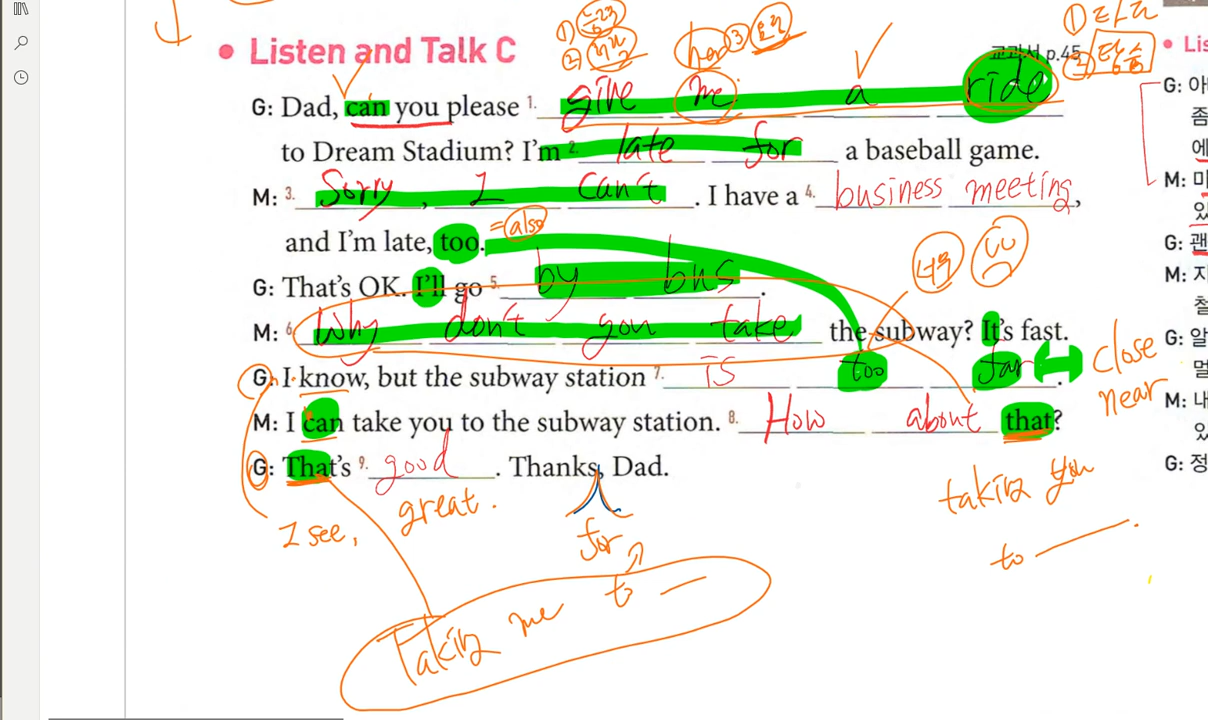 • Listen and Talk C
교과서 p.45
① 타다
② 탑승
her ③
G: Dad, can you please 1. give me a ride
to Dream Stadium? I'm 2. late for a baseball game.
M: 3. Sorry, I can't. I have a 4. business meeting,
and I'm late, too. =also
G: That's OK. I'll go 5. by bus.
너무
M: 6. Why don't you take the subway? It's fast.
G: I know, but the subway station 7. is too far. ↔ close
near
M: I can take you to the subway station. 8. How about that?
G: That's 9. good. Thanks, Dad.
I see,
great.
for
taking you
to
Taking me to
• Lis
G: 아
좀
에
M: 미
있
G: 괜
M: 지
철
G: 알
멀
M: 내
있
G: 정